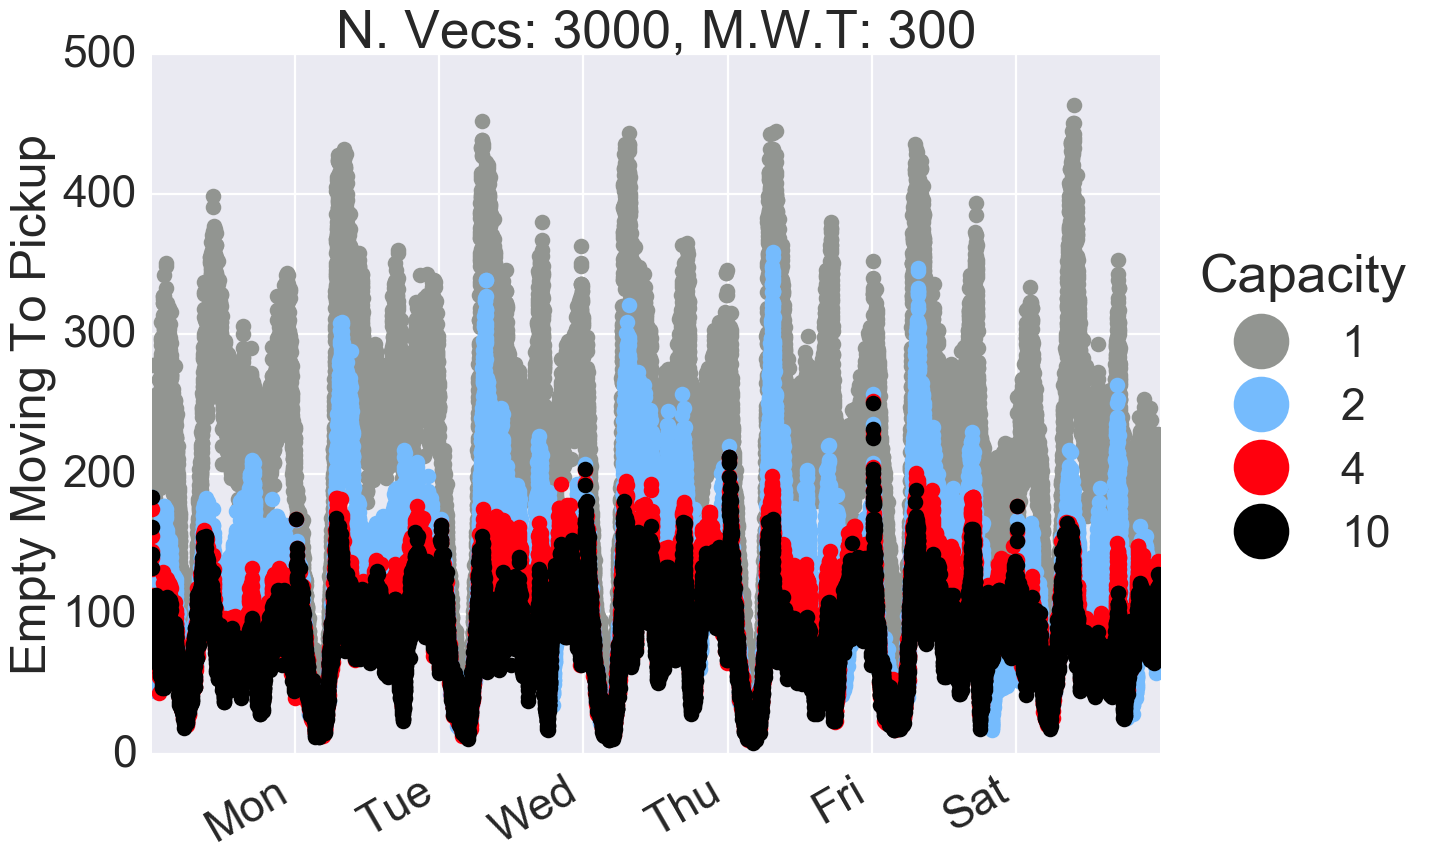 N. Vecs: 3000, M.W.T: 300
Empty Moving To Pickup
500
400
300
200
100
0
Mon
Tue
Wed
Thu
Fri
Sat
Capacity
1
2
4
10